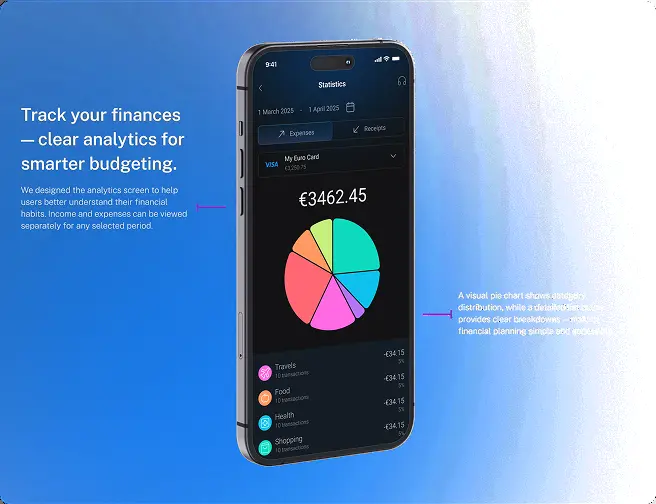 Track your finances
— clear analytics for
smarter budgeting.
We designed the analytics screen to help
users better understand their financial
habits. Income and expenses can be viewed
separately for any selected period.
9:41
Statistics
1 March 2025 - 1 April 2025
Expenses
Receipts
VISA
My Euro Card
€3,250.75
€3462.45
Travels
10 transactions
-€34.15
5%
Food
10 transactions
-€34.15
5%
Health
10 transactions
-€34.15
5%
Shopping
10 transactions
-€34.15
5%
A visual pie chart shows category
distribution, while a detailed
provides clear breakdowns
financial planning simple and